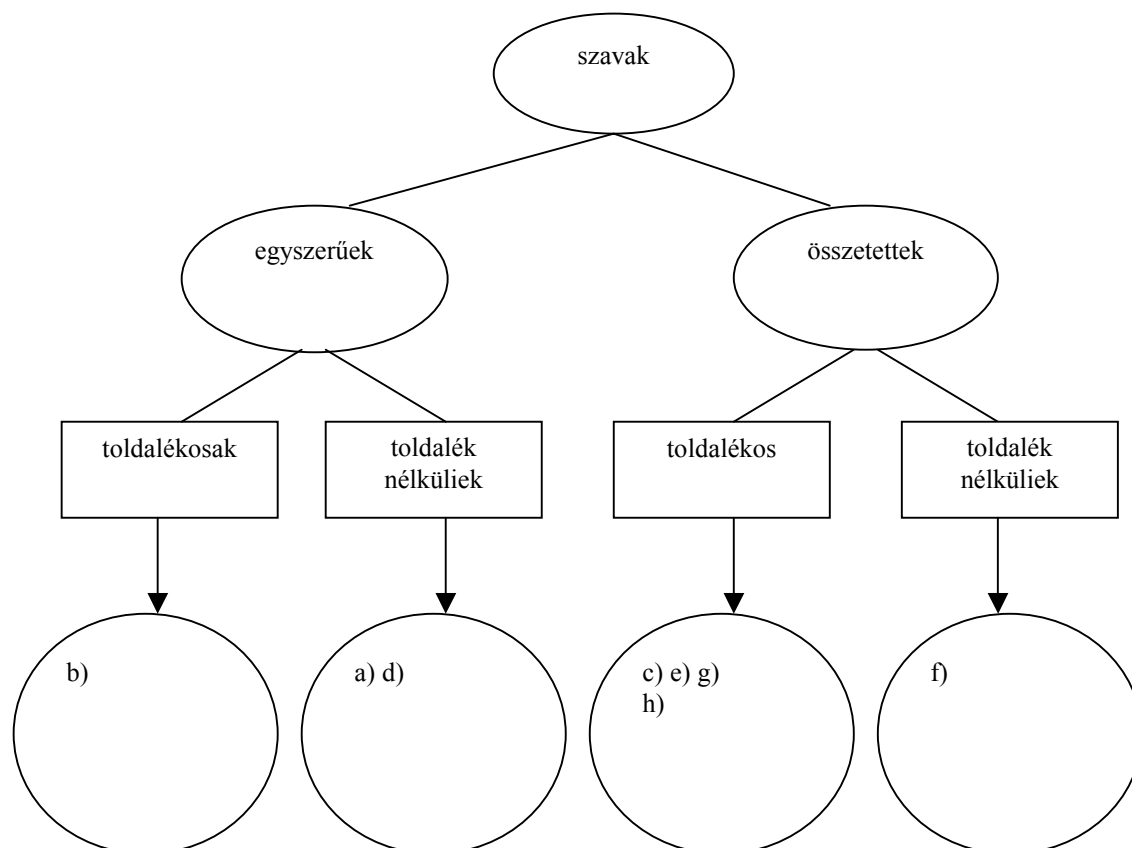 szavak
egyszerűek
összetettek
toldalékosak
toldalék
nélküliek
toldalékos
toldalék
nélküliek
b)
a) d)
c) e) g)
h)
f)